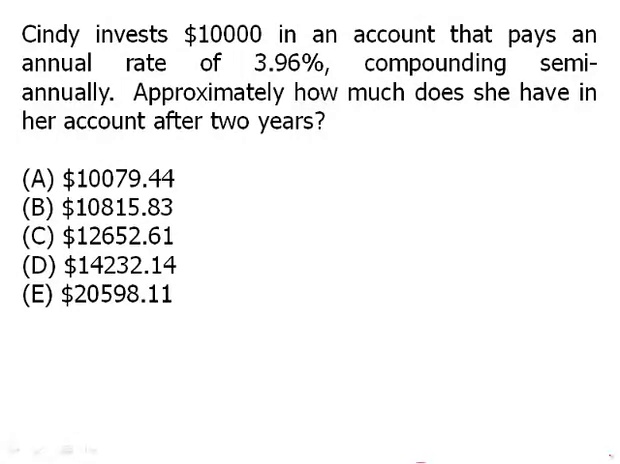 Cindy invests $10000 in an account that pays an
annual rate of 3.96%, compounding semi-
annually. Approximately how much does she have in
her account after two years?
(A) $10079.44
(B) $10815.83
(C) $12652.61
(D) $14232.14
(E) $20598.11